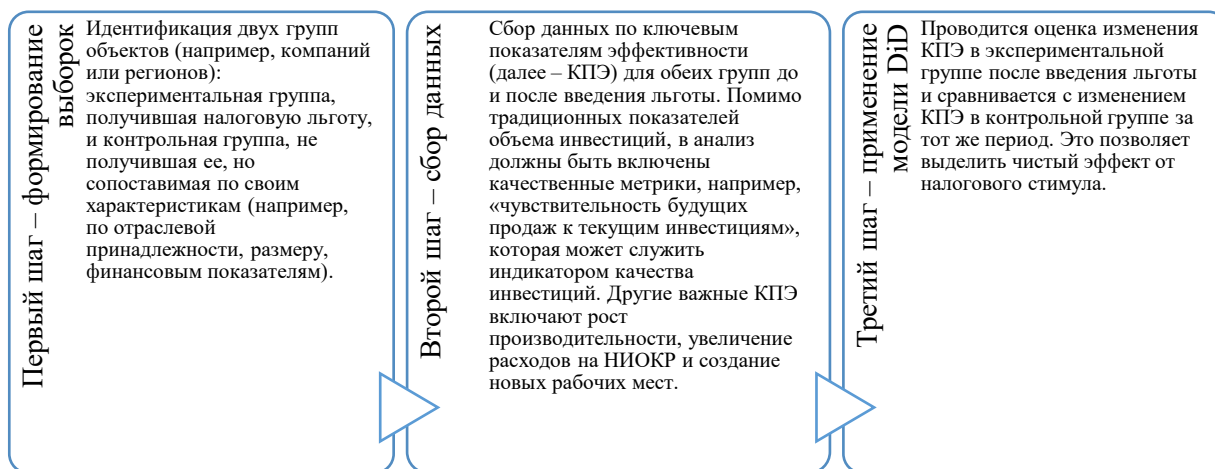 Первый шаг – формирование
выборок
Идентификация двух групп
объектов (например, компаний
или регионов):
экспериментальная группа,
получившая налоговую льготу,
и контрольная группа, не
получившая ее, но
сопоставимая по своим
характеристикам (например,
по отраслевой
принадлежности, размеру,
финансовым показателям).
Второй шаг – сбор данных
Сбор данных по ключевым
показателям эффективности
(далее – КПЭ) для обеих групп до
и после введения льготы. Помимо
традиционных показателей
объема инвестиций, в анализ
должны быть включены
качественные метрики, например,
«чувствительность будущих
продаж к текущим инвестициям»,
которая может служить
индикатором качества
инвестиций. Другие важные КПЭ
включают рост
производительности, увеличение
расходов на НИОКР и создание
новых рабочих мест.
Третий шаг – применение
модели DiD
Проводится оценка изменения
КПЭ в экспериментальной
группе после введения льготы
и сравнивается с изменением
КПЭ в контрольной группе за
тот же период. Это позволяет
выделить чистый эффект от
налогового стимула.